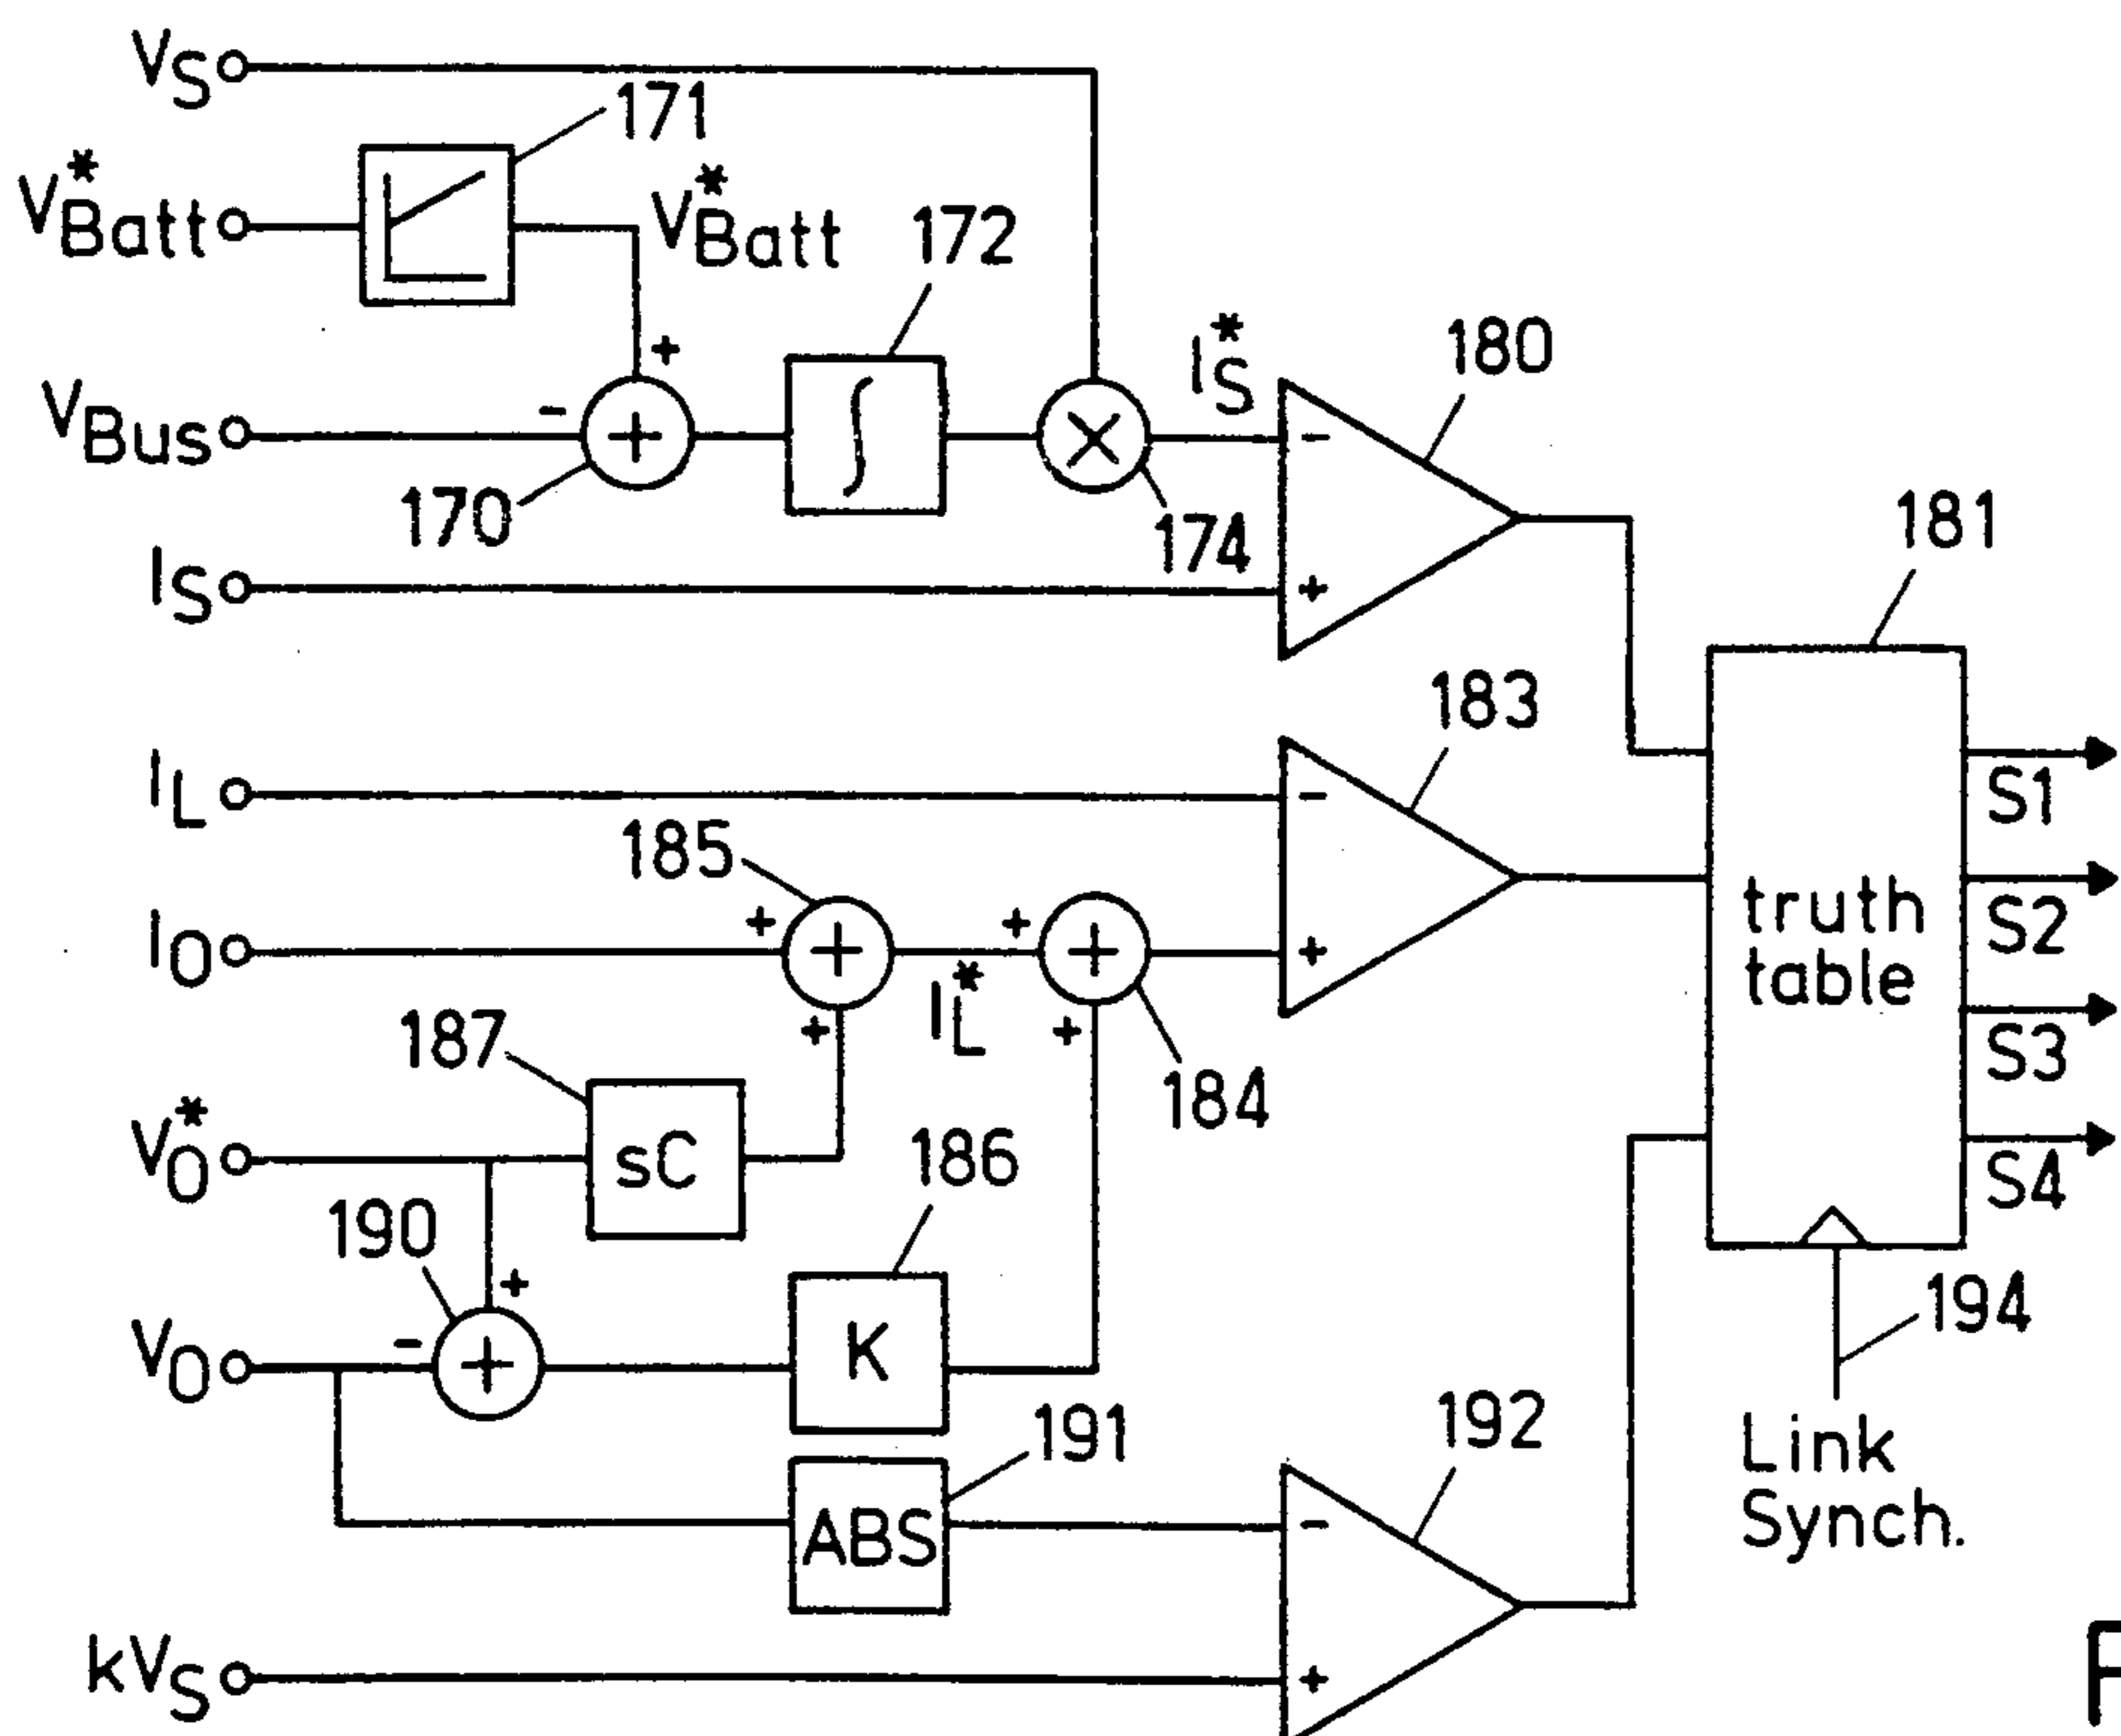 VS
171
V*Batt
V*Batt
172
VBus
-
+
+
170
∫
×
174
I*S
180
-
IS
+
181
IL
183
-
185
IO
+
+
+
+
184
+
+
I*L
+
truth
table
S1
S2
S3
S4
187
V*O
sC
186
190
+
VO
-
+
K
194
Link
Synch.
191
ABS
192
-
kVS
+